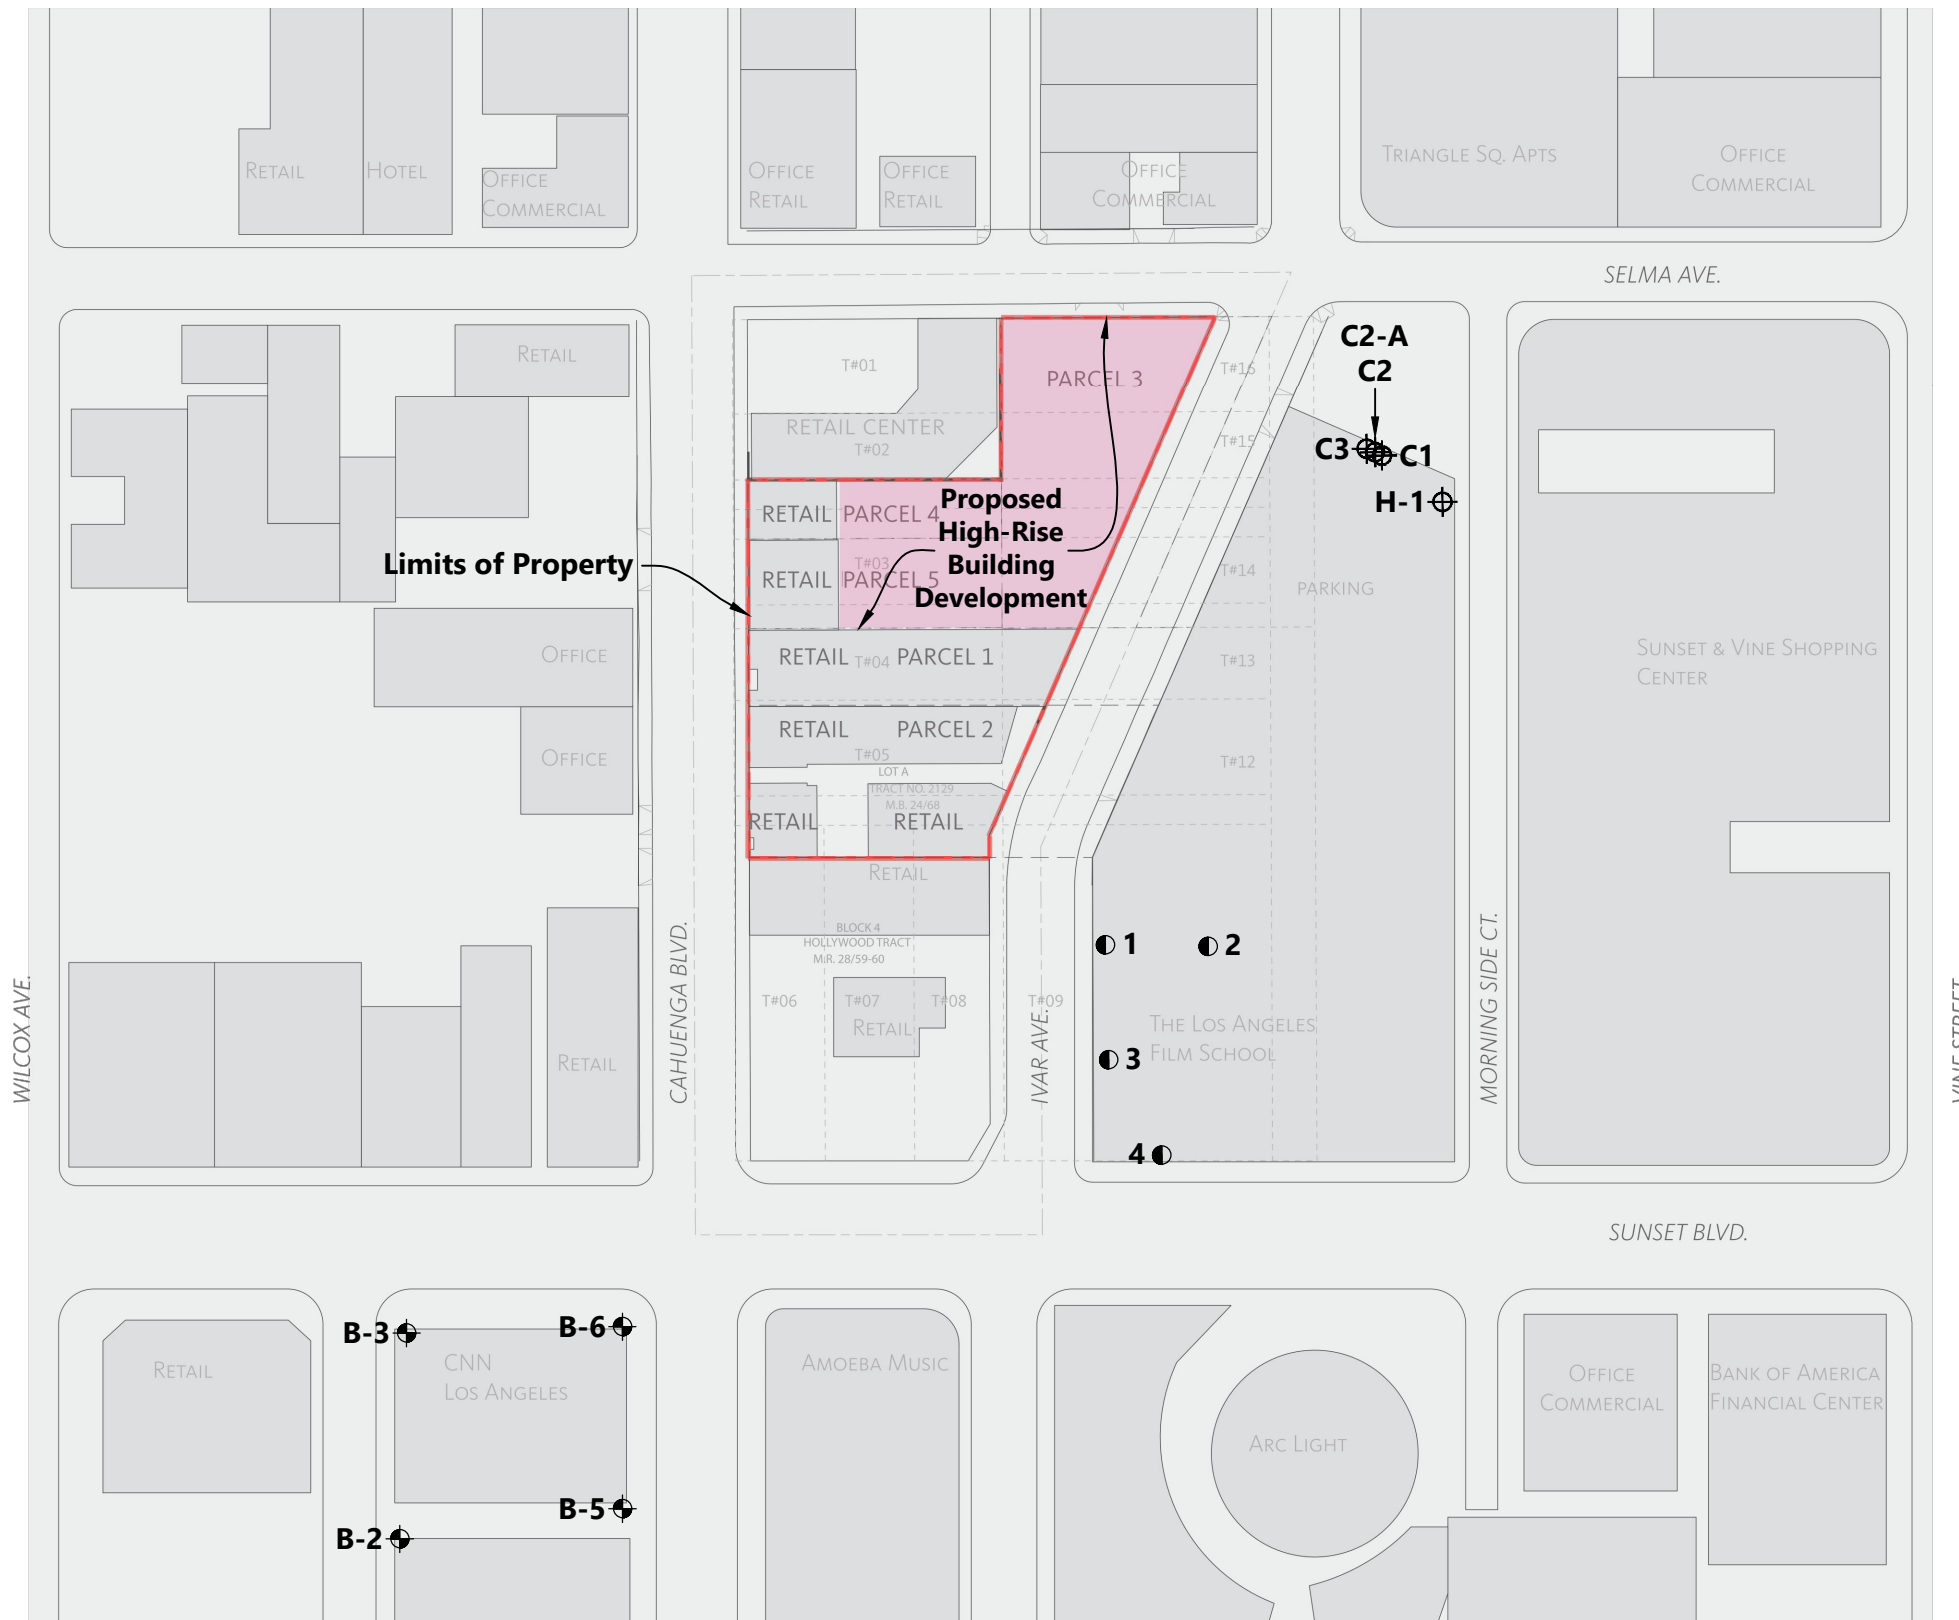 RETAIL
HOTEL
OFFICE
COMMERCIAL
OFFICE
RETAIL
OFFICE
RETAIL
OFFICE
COMMERCIAL
TRIANGLE SQ. APTS
OFFICE
COMMERCIAL
SELMA AVE.
RETAIL
T#01
PARCEL 3
T#16
C2-A
C2
RETAIL CENTER
T#02
T#15
C3
C1
H-1
RETAIL
PARCEL 4
Proposed
High-Rise
Building
Development
Limits of Property
T#03
RETAIL
PARCEL 5
T#14
PARKING
OFFICE
RETAIL
T#04
PARCEL 1
T#13
SUNSET & VINE SHOPPING
CENTER
RETAIL
PARCEL 2
OFFICE
T#05
T#12
LOT A
TRACT NO. 2129
M.B. 24/68
RETAIL
RETAIL
RETAIL
BLOCK 4
HOLLYWOOD TRACT
M.R. 28/59-60
1
2
T#06
T#07
T#08
T#09
RETAIL
THE LOS ANGELES
FILM SCHOOL
3
RETAIL
WILCOX AVE.
CAHUENGA BLVD.
IVAR AVE.
MORNING SIDE CT.
4
SUNSET BLVD.
B-3
B-6
RETAIL
CNN
LOS ANGELES
AMOEBA MUSIC
OFFICE
COMMERCIAL
BANK OF AMERICA
FINANCIAL CENTER
ARC LIGHT
B-5
B-2